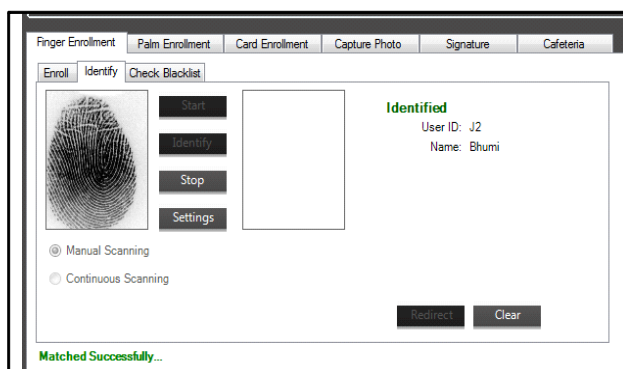 Finger Enrollment Palm Enrollment Card Enrollment Capture Photo Signature Cafeteria
Enroll Identify Check Blacklist
Start
Identify
Stop
Settings
Identified
User ID: J2
Name: Bhumi
Manual Scanning
Continuous Scanning
Redirect Clear
Matched Successfully...